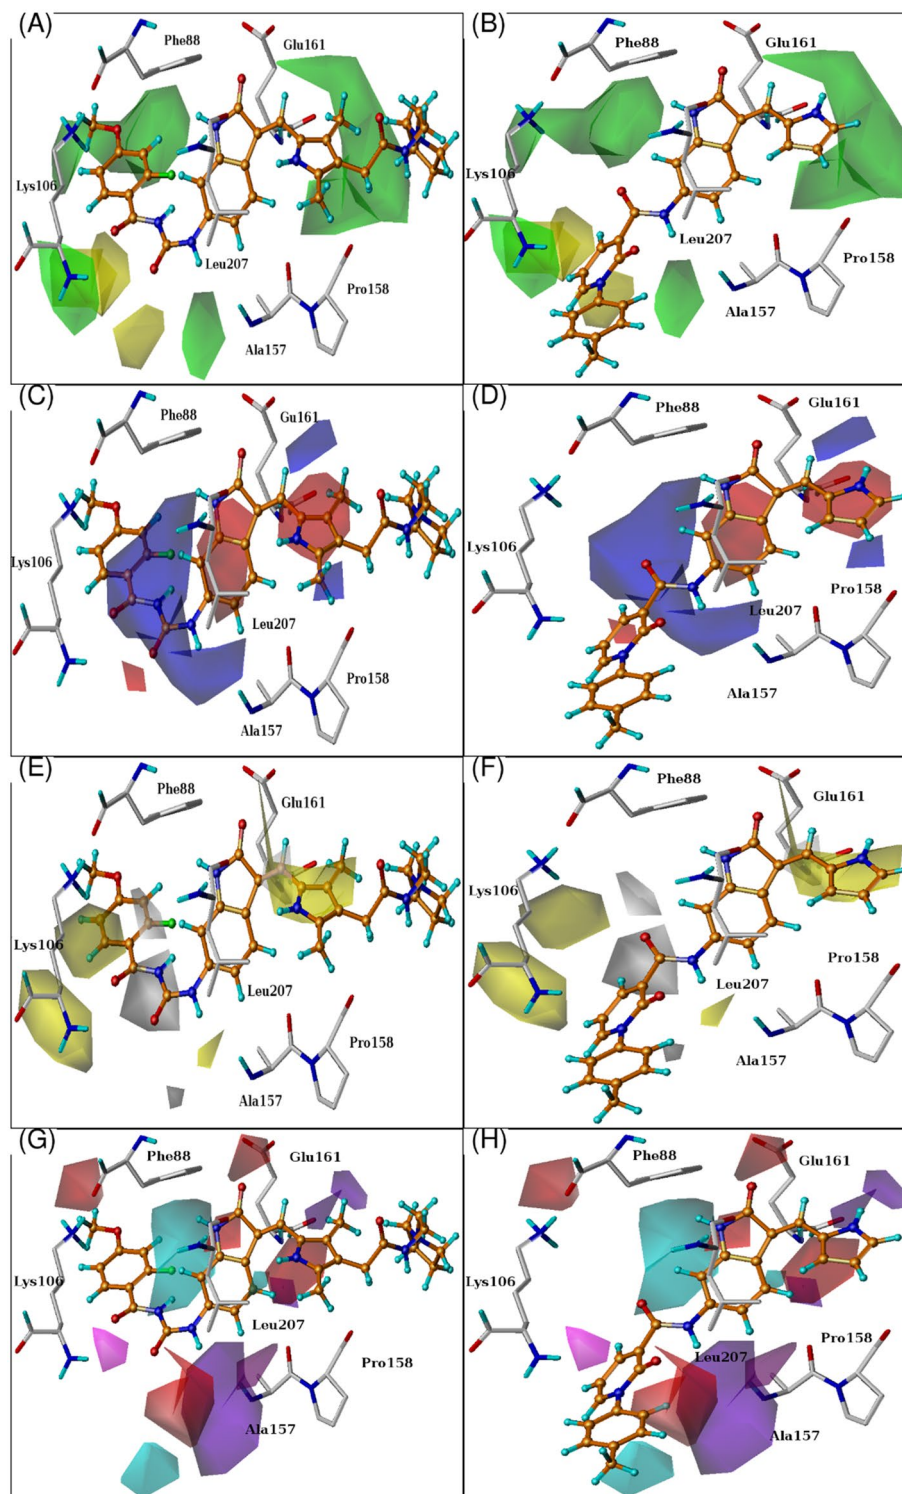 (A)
Phe88
Glu161
Lys106
Leu207
Pro158
Ala157
(B)
Phe88
Glu161
Lys106
Leu207
Pro158
Ala157
(C)
Phe88
Gu161
Lys106
Leu207
Pro158
Ala157
(D)
Phe88
Glu161
Lys106
Leu207
Pro158
Ala157
(E)
Phe88
Glu161
Lys106
Leu207
Pro158
Ala157
(F)
Phe88
Glu161
Lys106
Pro158
Leu207
Ala157
(G)
Phe88
Glu161
Lys106
Leu207
Pro158
Ala157
(H)
Phe88
Glu161
Lys106
Pro158
Leu207
Ala157